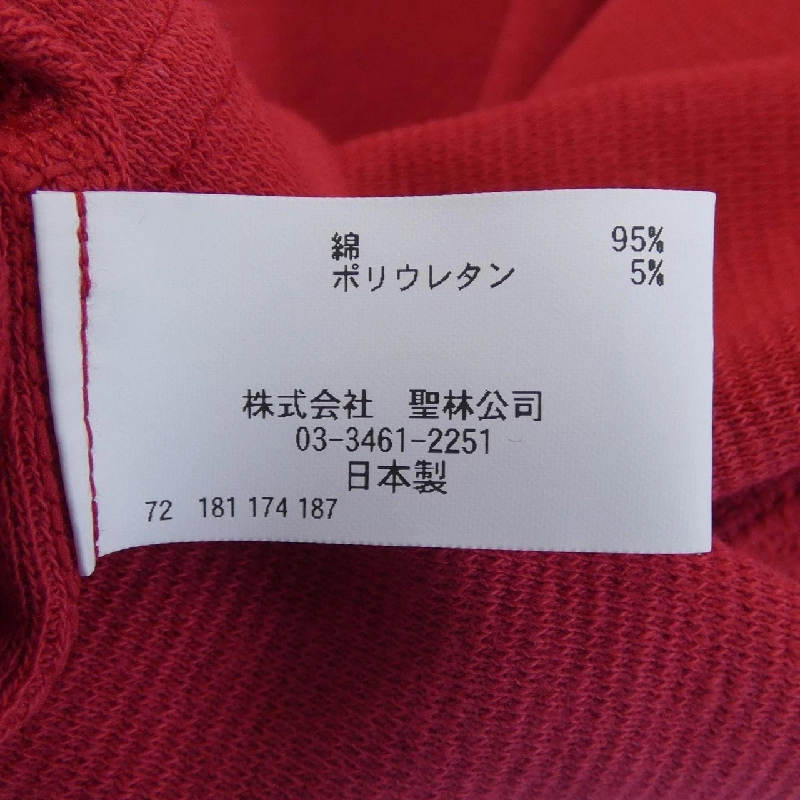 綿 95%
ポリウレタン 5%
株式会社 聖林公司
03-3461-2251
日本製
72 181 174 187